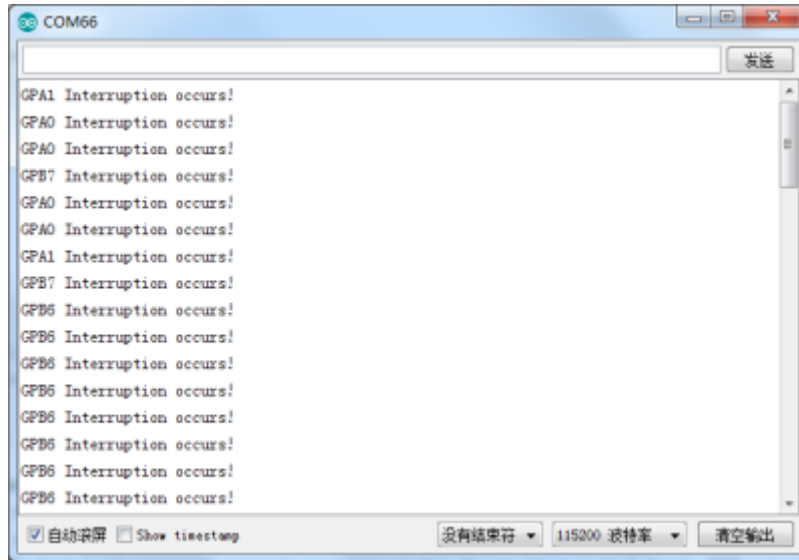 COM66
发送
GPA1 Interruption occurs!
GPA0 Interruption occurs!
GPA0 Interruption occurs!
GPB7 Interruption occurs!
GPA0 Interruption occurs!
GPA0 Interruption occurs!
GPA1 Interruption occurs!
GPB7 Interruption occurs!
GPB6 Interruption occurs!
GPB6 Interruption occurs!
GPB6 Interruption occurs!
GPB6 Interruption occurs!
GPB6 Interruption occurs!
GPB6 Interruption occurs!
GPB6 Interruption occurs!
GPB6 Interruption occurs!
自动滚屏 Show timestamp 没有结束符 115200 波特率 清空输出